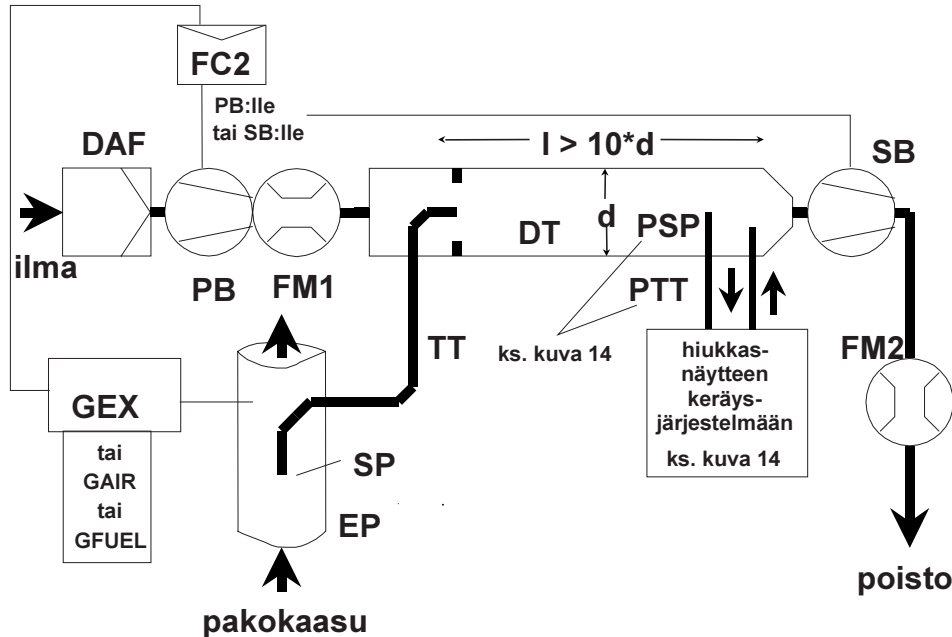 FC2
PB:lle
tai SB:lle
DAF
l > 10*d
SB
d
DT
PSP
ilma
PB
FM1
PTT
TT
ks. kuva 14
FM2
hiukkas-
näytteen
keräys-
järjestelmään
ks. kuva 14
GEX
tai
GAIR
tai
GFUEL
SP
EP
poisto
pakokaasu